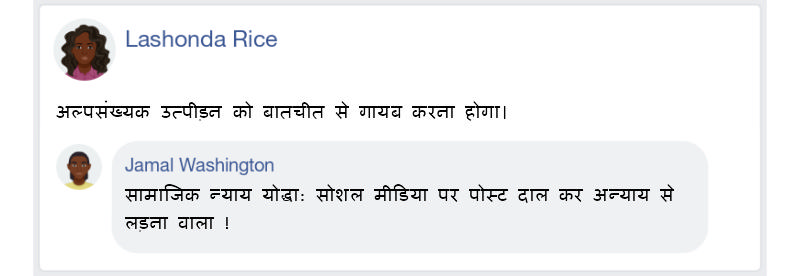 Lashonda Rice
अल्पसंख्यक उत्पीड़न को बातचीत से गायब करना होगा।
Jamal Washington
सामाजिक न्याय योद्धा: सोशल मीडिया पर पोस्ट दाल कर अन्याय से
लड़ना वाला !